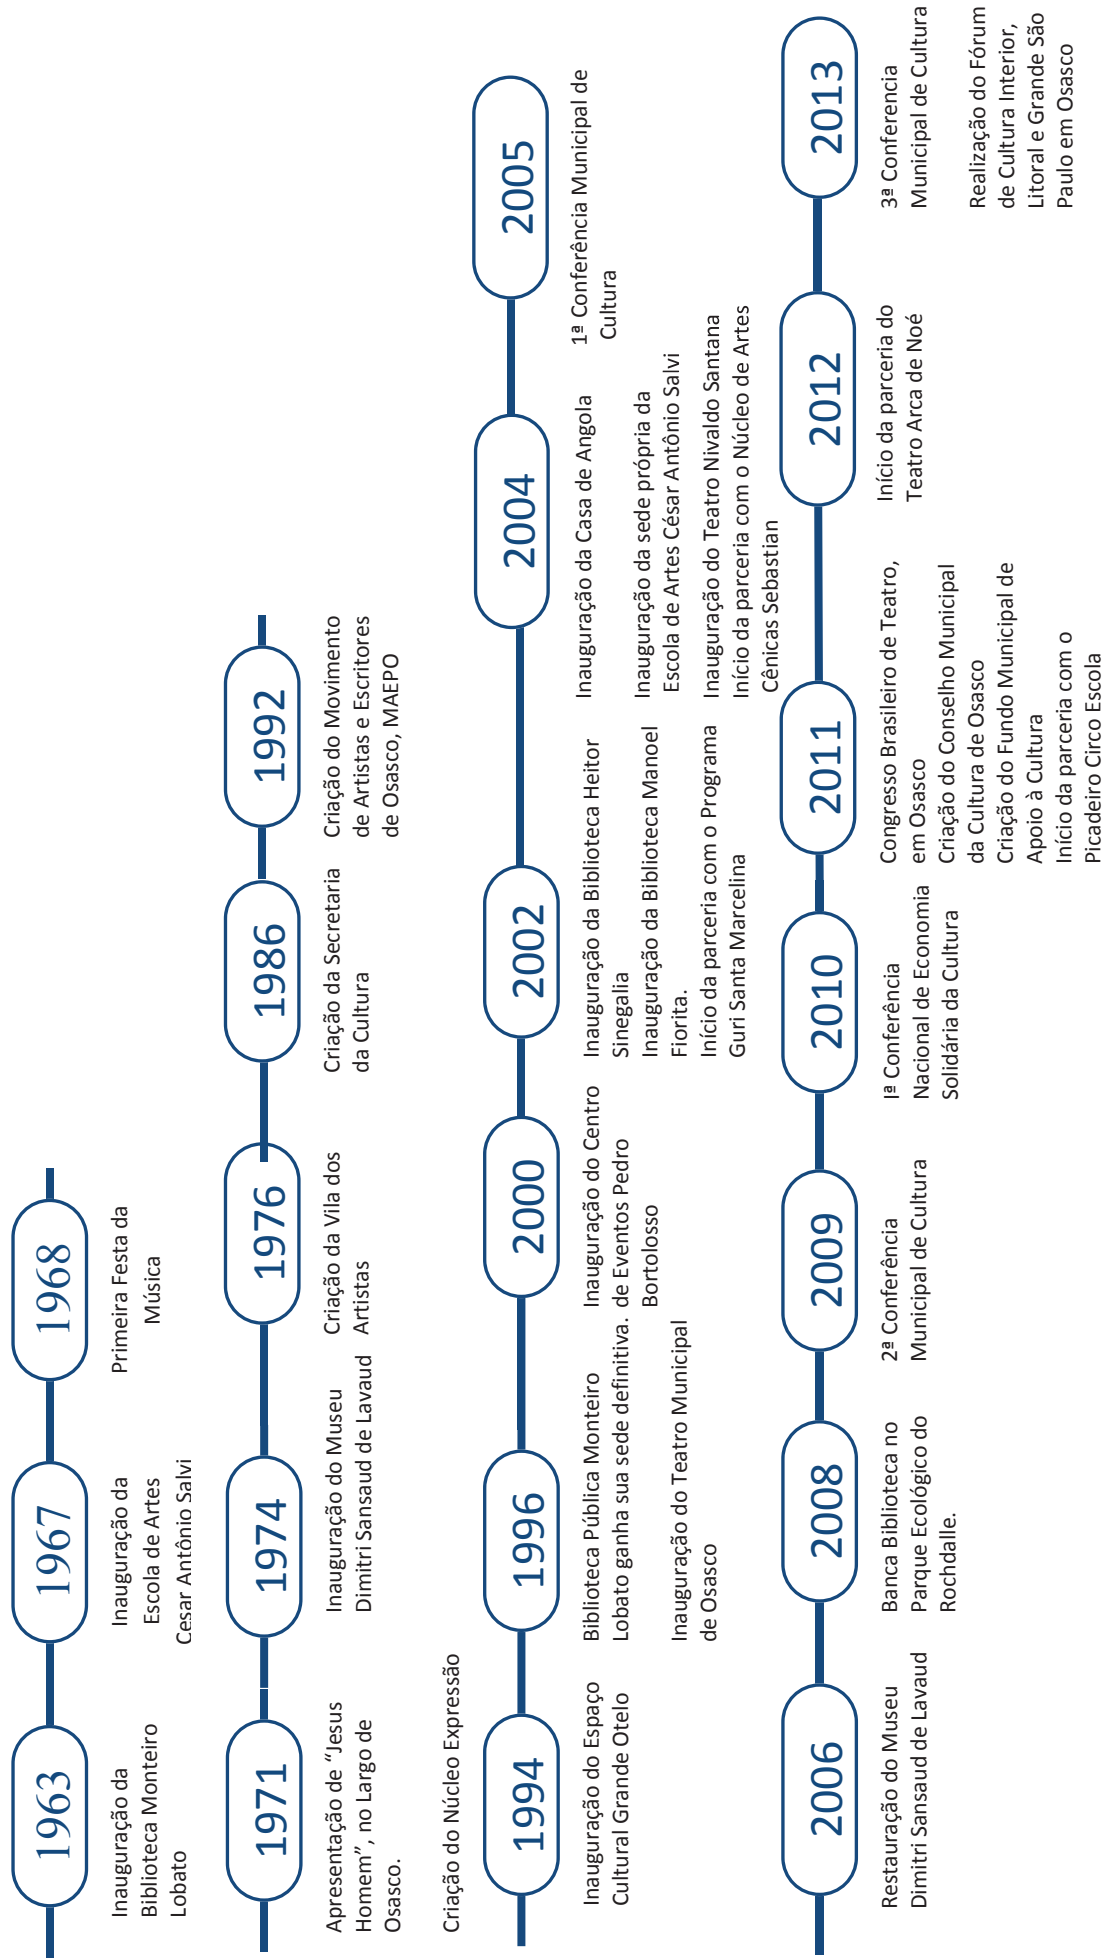 1963
Inauguração da
Biblioteca Monteiro
Lobato
1967
Inauguração da
Escola de Artes
Cesar Antônio Salvi
1968
Primeira Festa da
Música
1971
Apresentação de “Jesus
Homem”, no Largo de
Osasco.
1974
Inauguração do Museu
Dimitri Sansaud de Lavaud
1976
Criação da Vila dos
Artistas
1986
Criação da Secretaria
da Cultura
1992
Criação do Movimento
de Artistas e Escritores
de Osasco, MAEPO
Criação do Núcleo Expressão
1994
Inauguração do Espaço
Cultural Grande Otelo
1996
Biblioteca Pública Monteiro
Lobato ganha sua sede definitiva.
Inauguração do Teatro Municipal
de Osasco
2000
Inauguração do Centro
de Eventos Pedro
Bortolosso
2002
Inauguração da Biblioteca Heitor
Sinegalia
Inauguração da Biblioteca Manoel
Fiorita.
Início da parceria com o Programa
Guri Santa Marcelina
2004
Inauguração da Casa de Angola
Inauguração da sede própria da
Escola de Artes César Antônio Salvi
Inauguração do Teatro Nivaldo Santana
Início da parceria com o Núcleo de Artes
Cênicas Sebastian
2005
1ª Conferência Municipal de
Cultura
2006
Restauração do Museu
Dimitri Sansaud de Lavaud
2008
Banca Biblioteca no
Parque Ecológico do
Rochdalle.
2009
2ª Conferência
Municipal de Cultura
2010
Iª Conferência
Nacional de Economia
Solidária da Cultura
2011
Congresso Brasileiro de Teatro,
em Osasco
Criação do Conselho Municipal
da Cultura de Osasco
Criação do Fundo Municipal de
Apoio à Cultura
Início da parceria com o
Picadeiro Circo Escola
2012
Início da parceria do
Teatro Arca de Noé
2013
3ª Conferencia
Municipal de Cultura
Realização do Fórum
de Cultura Interior,
Litoral e Grande São
Paulo em Osasco